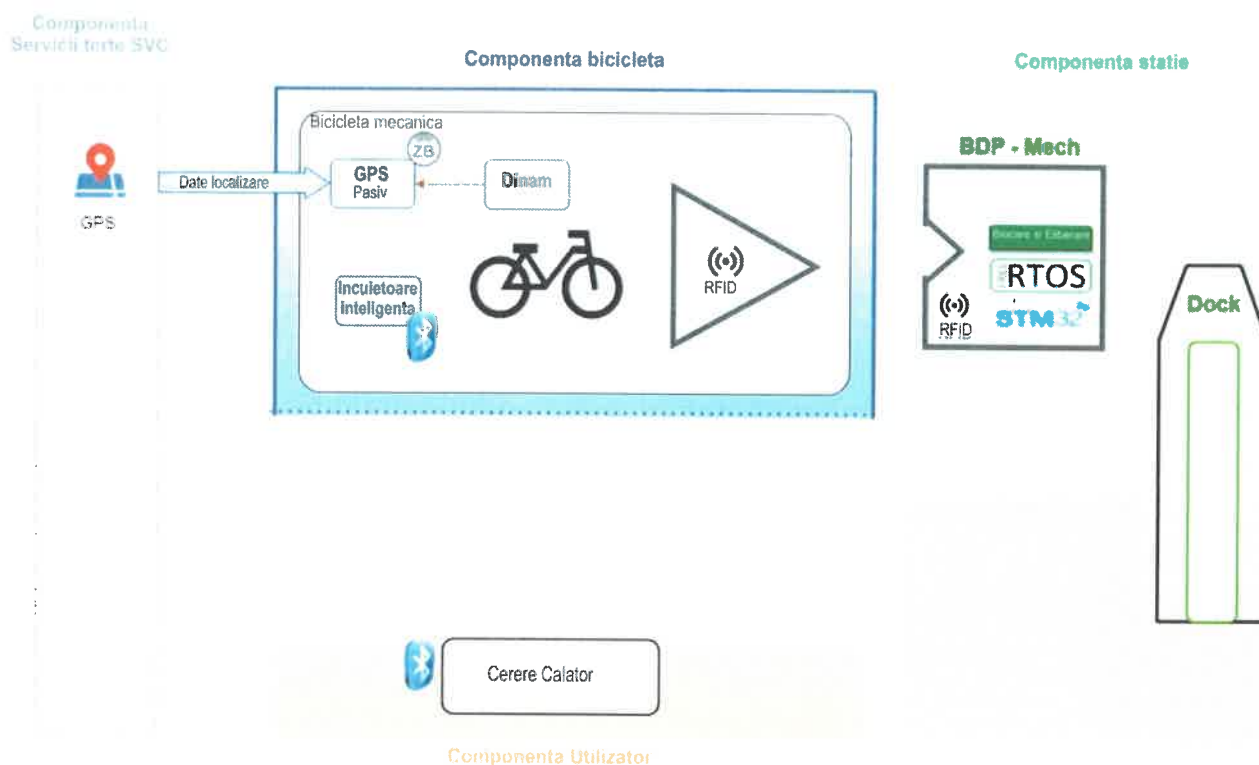 Componenta
Servicii terte SVC
Componenta bicicleta
Componenta statie
Bicicleta mecanica
ZB
GPS
Pasiv
Dinam
Date localizare
GPS
Incuietoare
inteligenta
RFID
BDP - Mech
Blocare si Eliberare
RTOS
STM32
RFID
Dock
Cerere Calator
Componenta Utilizator